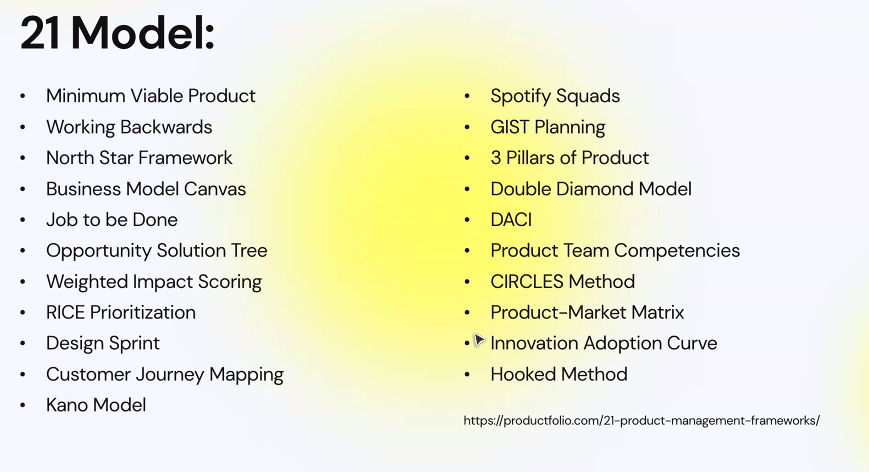 21 Model:
• Minimum Viable Product
• Working Backwards
• North Star Framework
• Business Model Canvas
• Job to be Done
• Opportunity Solution Tree
• Weighted Impact Scoring
• RICE Prioritization
• Design Sprint
• Customer Journey Mapping
• Kano Model
• Spotify Squads
• GIST Planning
• 3 Pillars of Product
• Double Diamond Model
• DACI
• Product Team Competencies
• CIRCLES Method
• Product-Market Matrix
• Innovation Adoption Curve
• Hooked Method
https://productfolio.com/21-product-management-frameworks/